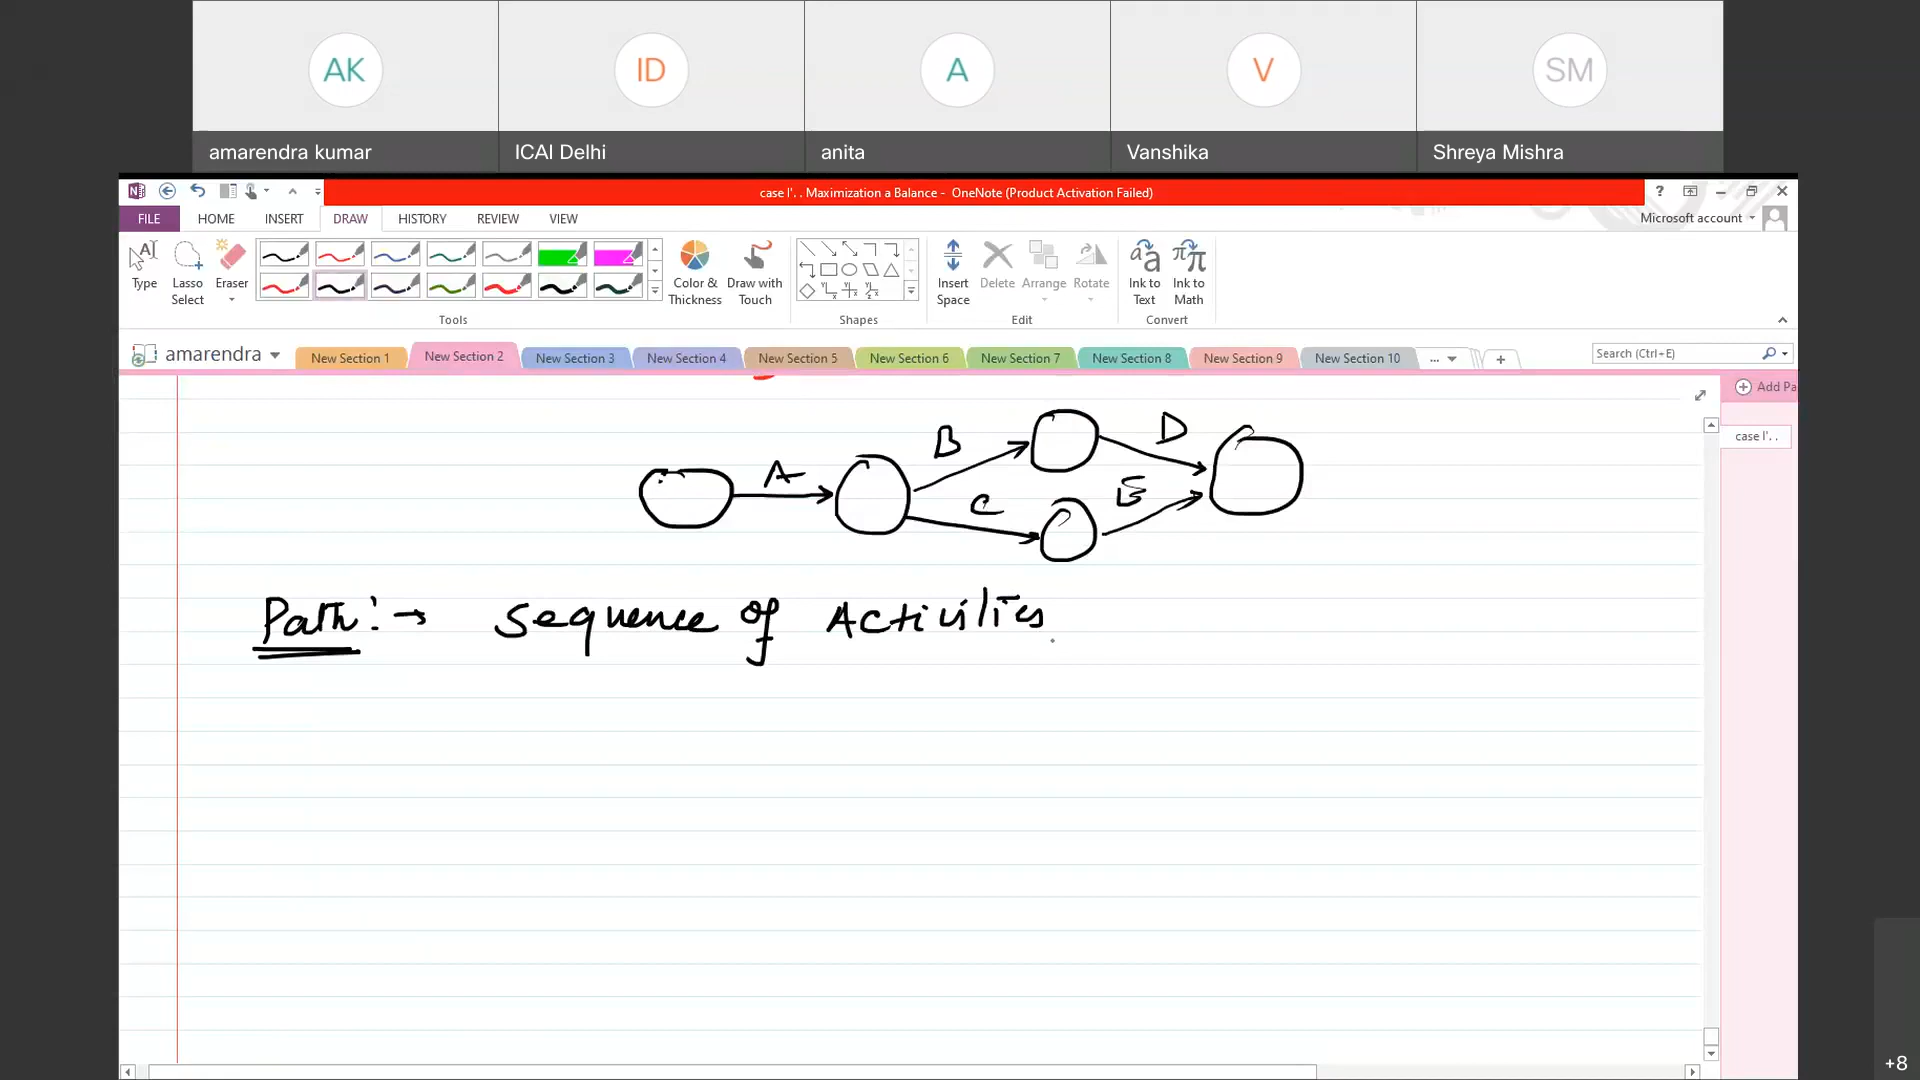 AK ID A V SM
amarendra kumar ICAI Delhi anita Vanshika Shreya Mishra
case I'. . Maximization a Balance - OneNote (Product Activation Failed) ?
FILE HOME INSERT DRAW HISTORY REVIEW VIEW Microsoft account
Type Lasso Select Eraser Color & Thickness Draw with Touch Insert Space Delete Arrange Rotate Ink to Text Ink to Math
Tools Shapes Edit Convert
amarendra New Section 1 New Section 2 New Section 3 New Section 4 New Section 5 New Section 6 New Section 7 New Section 8 New Section 9 New Section 10 ... Search (Ctrl+E)
Add Pa
case I'. .
A B C D E
Path:→ Sequence of Activities
+8